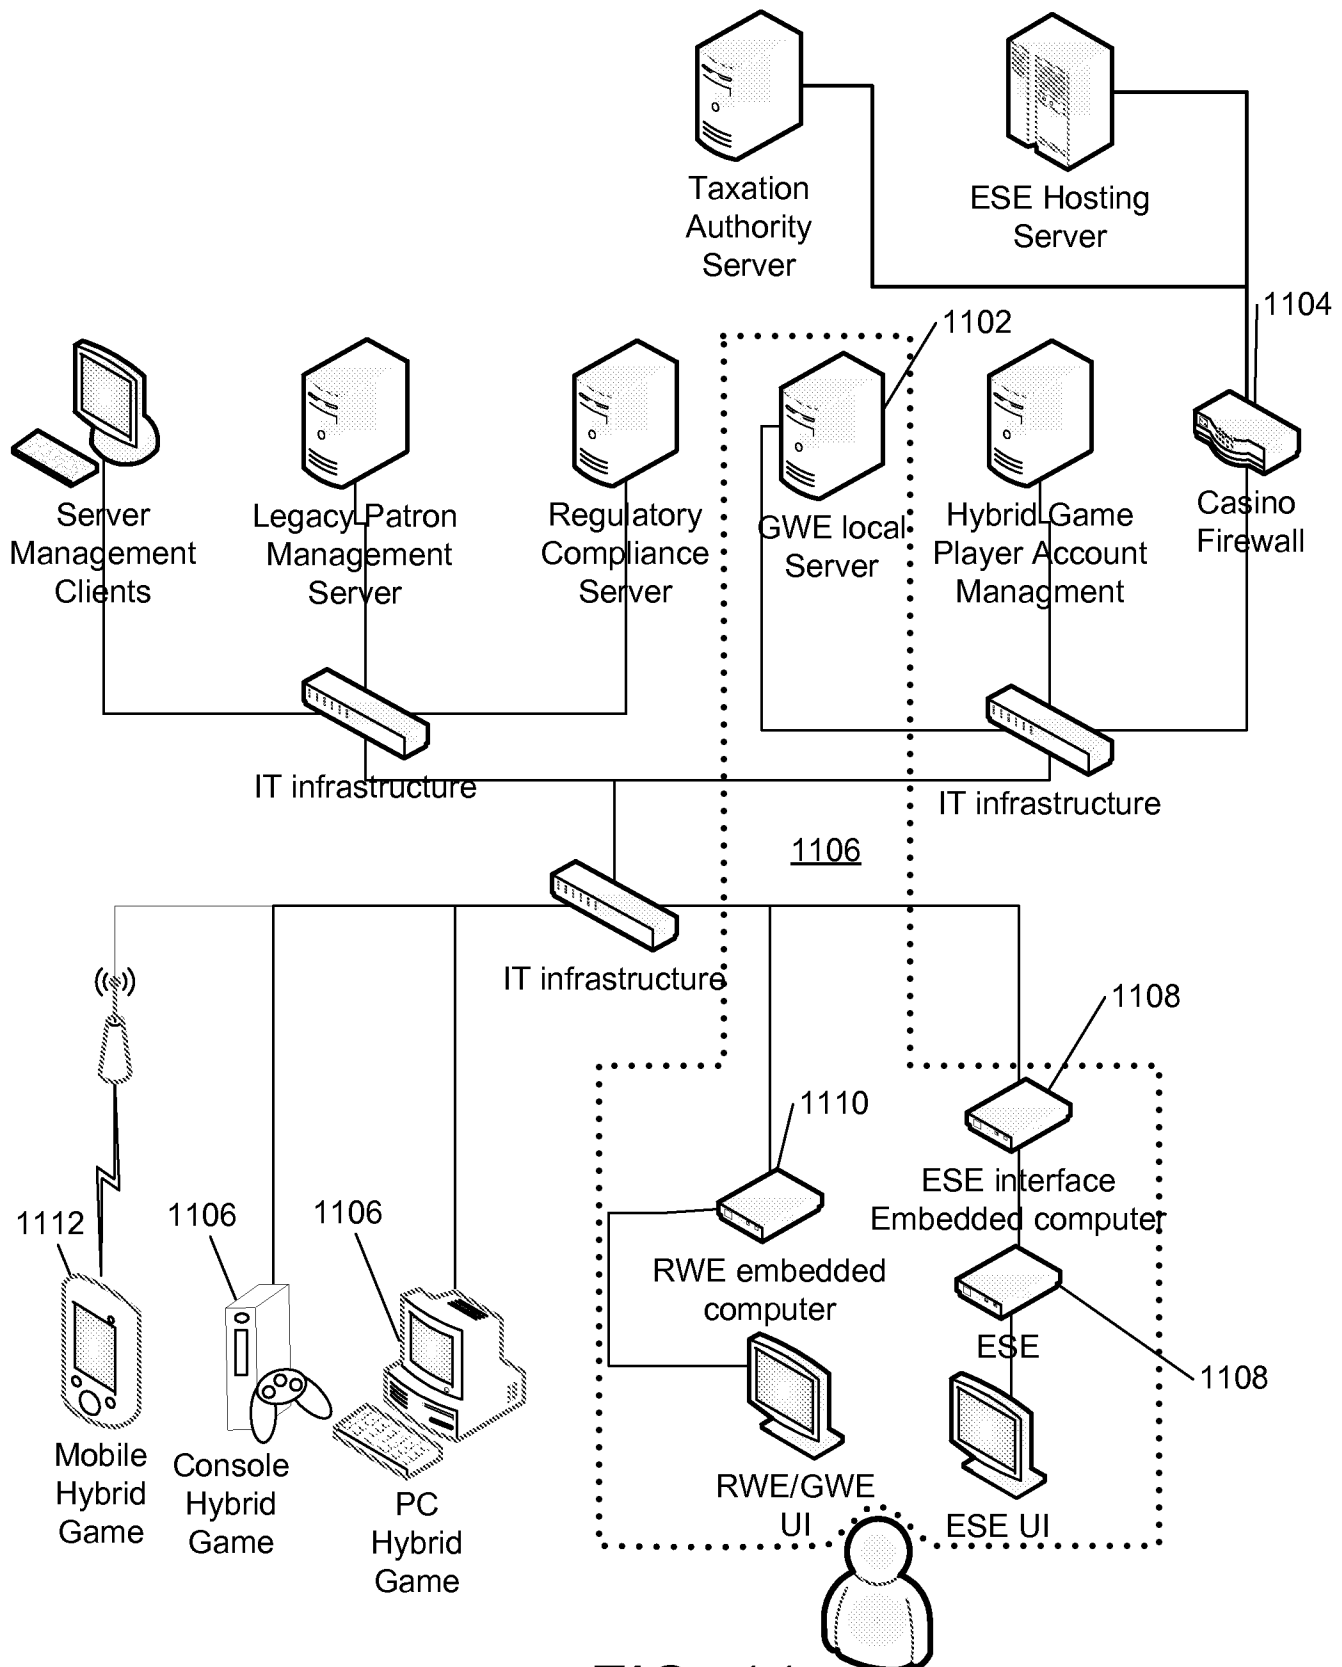 Taxation
Authority
Server
ESE Hosting
Server
1102
1104
Server
Management
Clients
Legacy Patron
Management
Server
Regulatory
Compliance
Server
GWE local
Server
Hybrid Game
Player Account
Managment
Casino
Firewall
IT infrastructure
IT infrastructure
1106
IT infrastructure
1108
1110
ESE interface
Embedded computer
1112
1106
1106
RWE embedded
computer
ESE
1108
Mobile
Hybrid
Game
Console
Hybrid
Game
PC
Hybrid
Game
RWE/GWE
UI
ESE UI